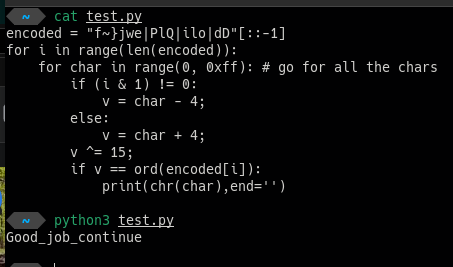 ~ cat test.py
encoded = "f~}jwe|PlQ|ilo|dD"[::-1]
for i in range(len(encoded)):
    for char in range(0, 0xff): # go for all the chars
        if (i & 1) != 0:
            v = char - 4;
        else:
            v = char + 4;
        v ^= 15;
        if v == ord(encoded[i]):
            print(chr(char),end='')
~ python3 test.py
Good_job_continue
~